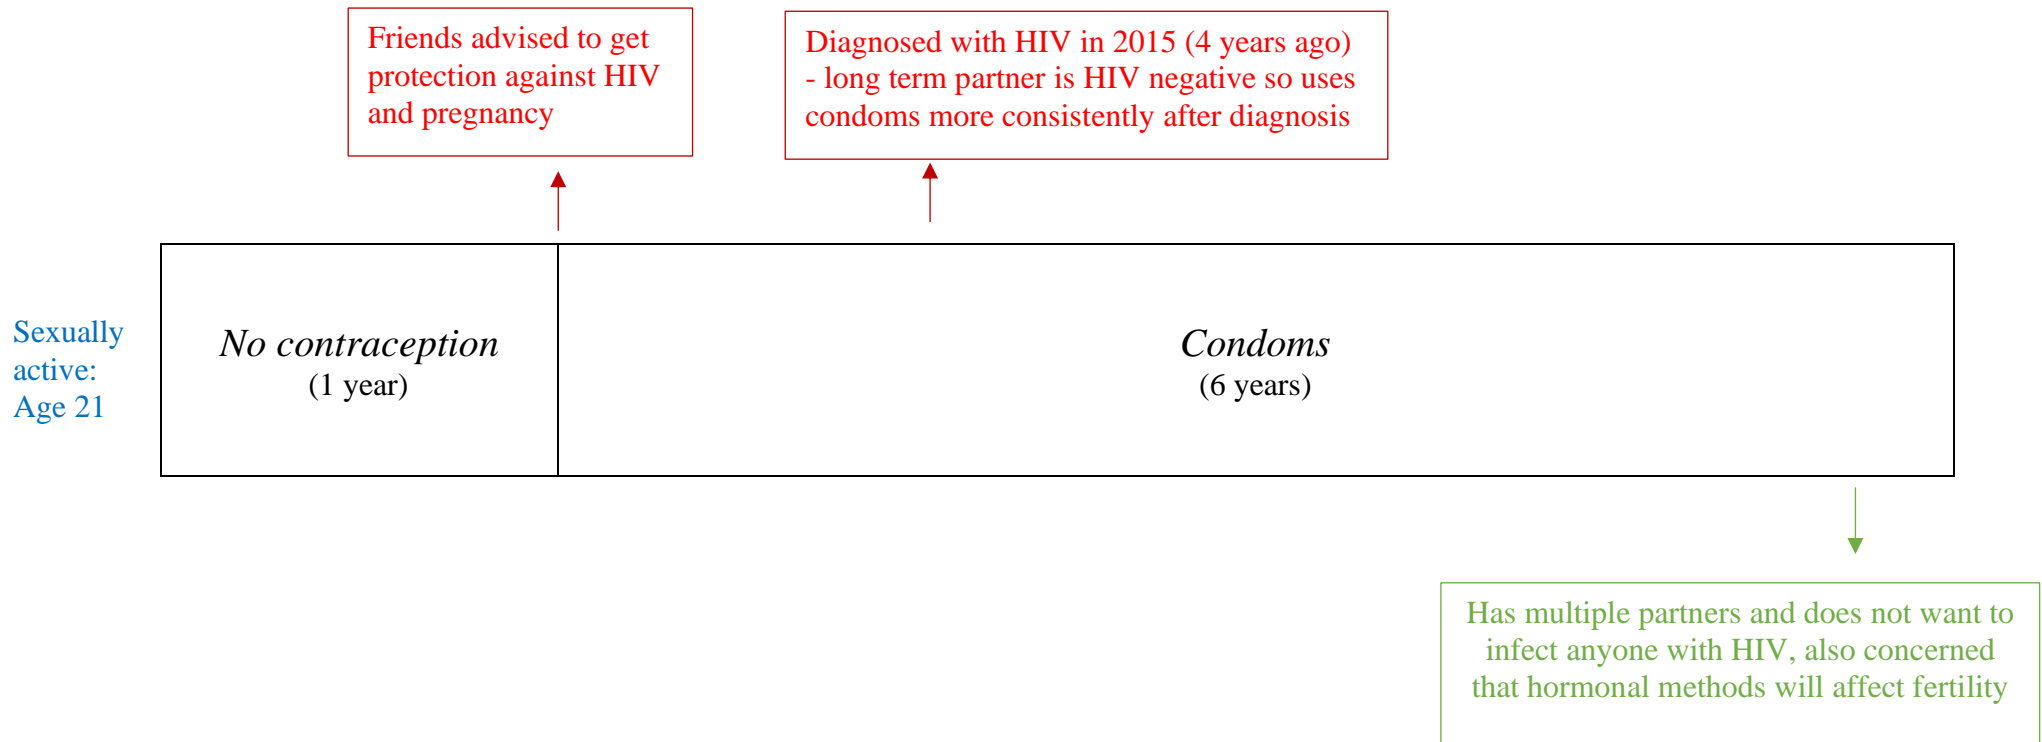 Friends advised to get
protection against HIV
and pregnancy
Diagnosed with HIV in 2015 (4 years ago)
- long term partner is HIV negative so uses
condoms more consistently after diagnosis
Sexually
active:
Age 21
No contraception
(1 year)
Condoms
(6 years)
Has multiple partners and does not want to
infect anyone with HIV, also concerned
that hormonal methods will affect fertility